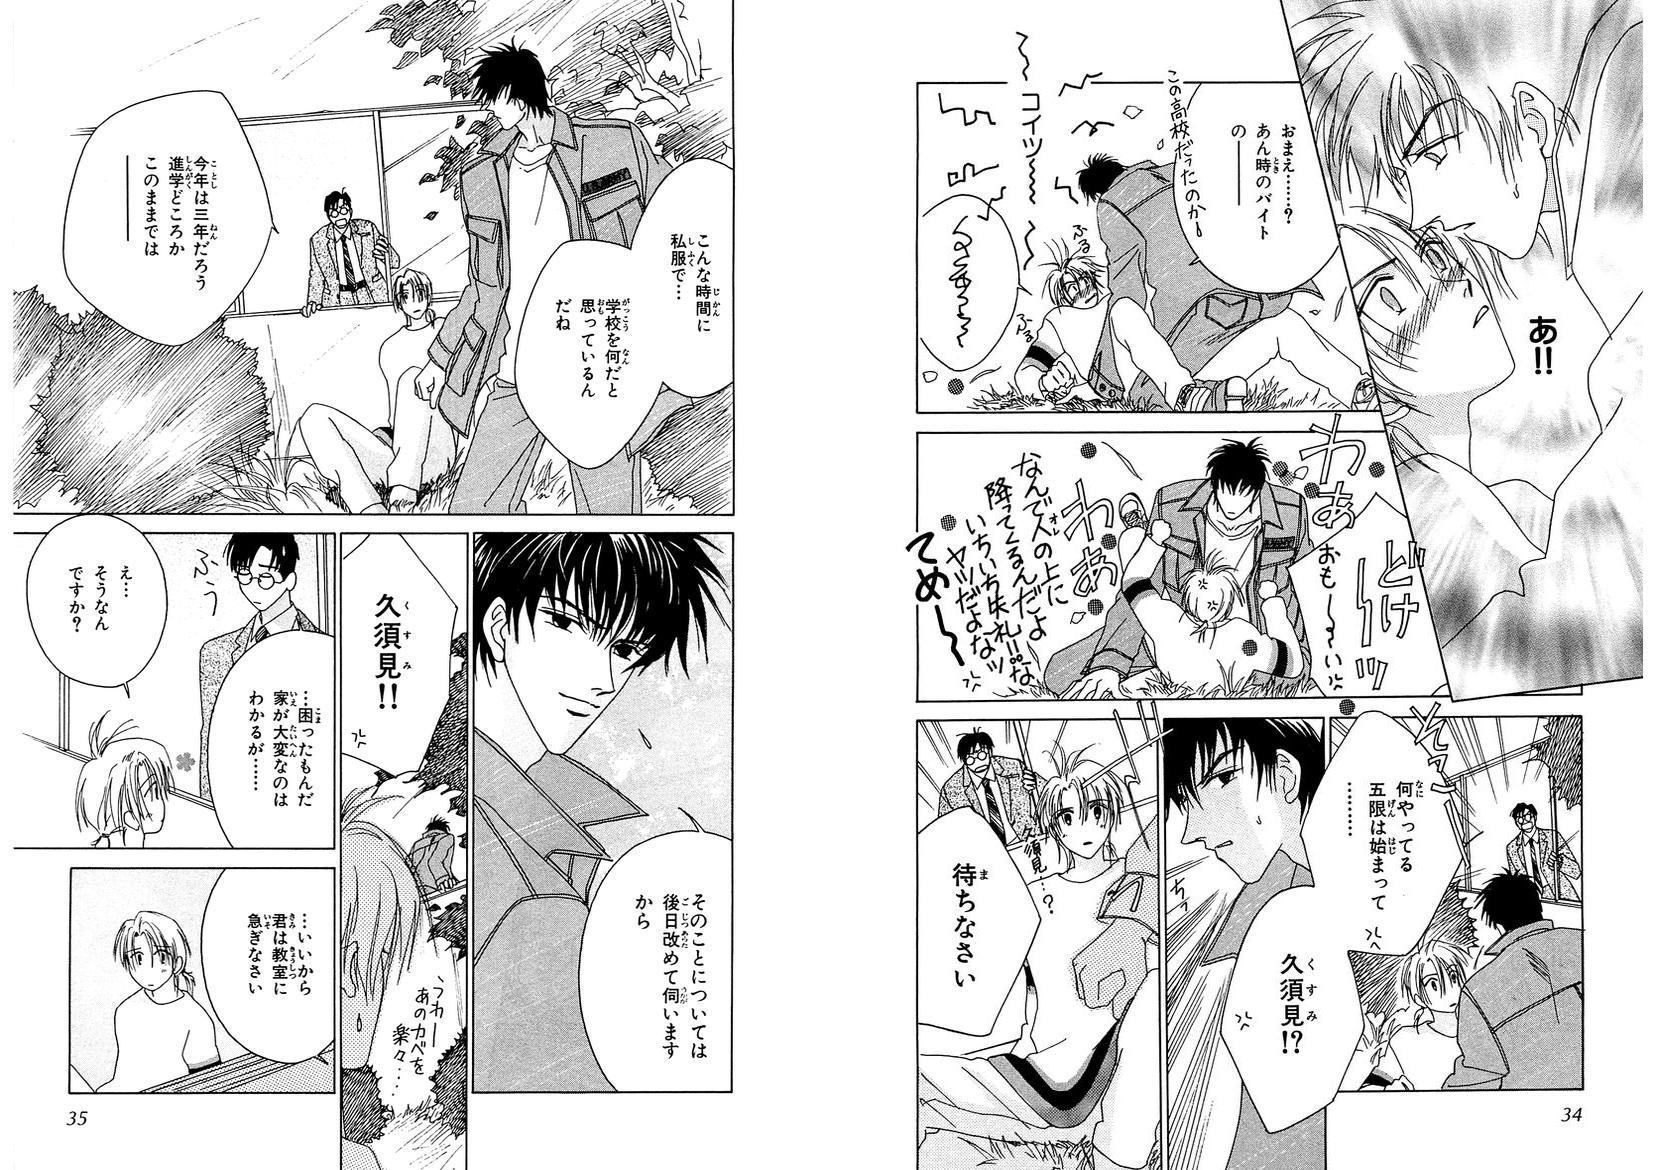 あ!!
おまえ……?
あん時のバイト
の――
この高校だったのか。
～コイツ～～
ふる
ふる
わぁ
わぁ
どけーッ
おも～～い
なんで人の上に
降ってくるんだよ
いちいち失礼な
ヤツだよなッ
てめ～～
何やってる
五限は始まって
………
久須見!?
ちっ
久須見…?
待ちなさい
こんな時間に
私服で…
学校を何だと
思っているん
だね
今年は三年だろう
進学どころか
このままでは
――
そのことについては
後日改めて伺います
から
久須見!!
うわー
あのカベを
楽々…
ふう
…困ったもんだ
家が大変なのは
わかるが……
え…
そうなん
ですか?
…いいから
君は教室に
急ぎなさい
35
34